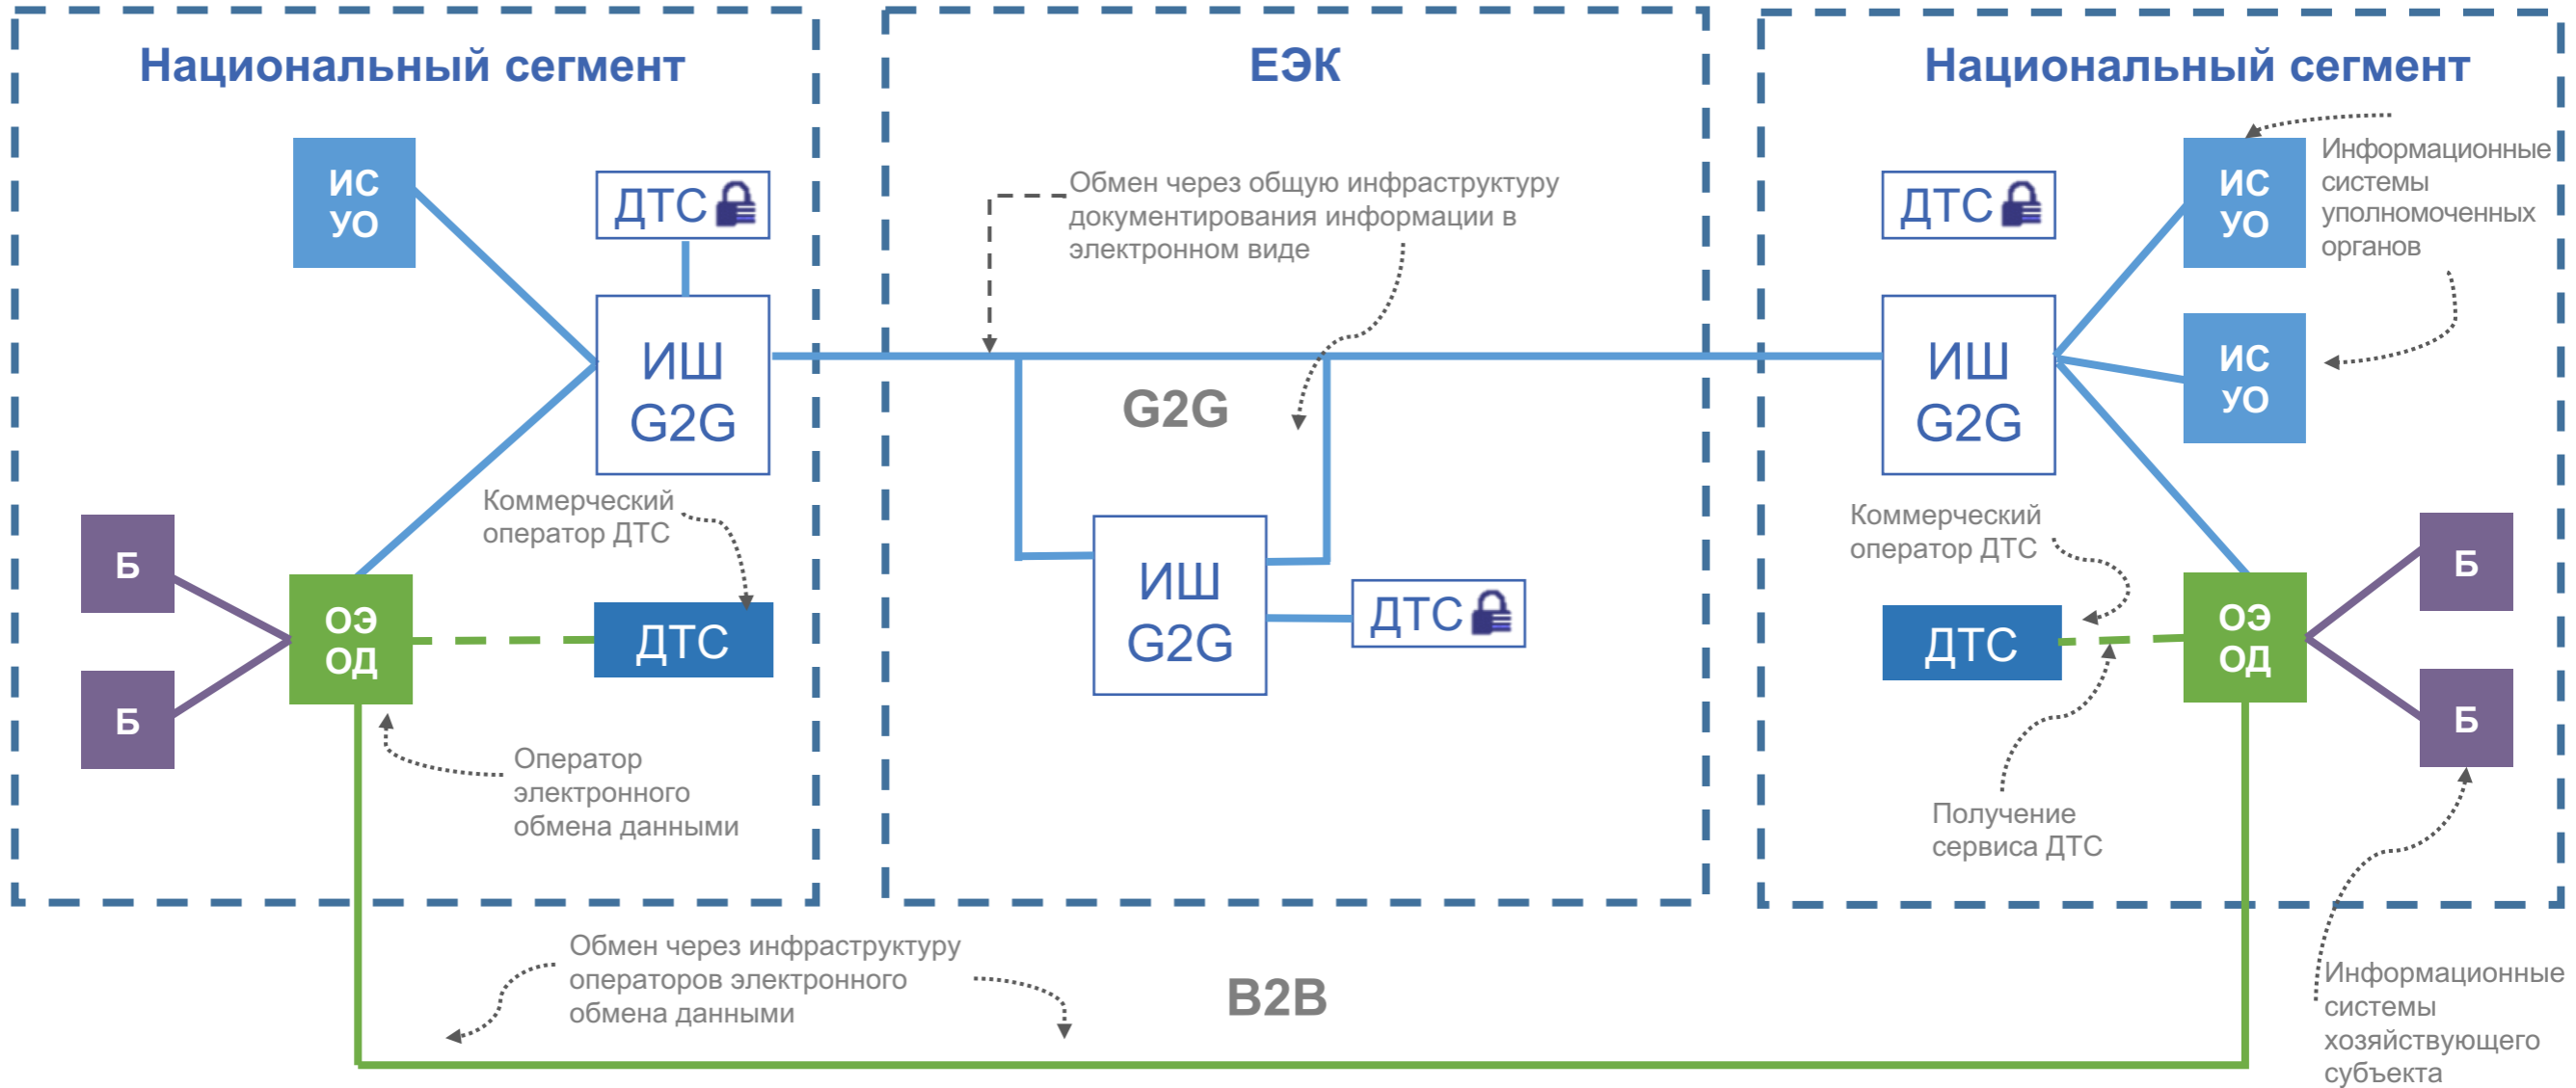 Национальный сегмент
ИС
УО
ДТС
ИШ
G2G
Коммерческий
оператор ДТС
Б
Б
ОЭ
ОД
ДТС
Оператор
электронного
обмена данными
ЕЭК
Обмен через общую инфраструктуру
документирования информации в
электронном виде
G2G
ИШ
G2G
ДТС
Национальный сегмент
ДТС
ИС
УО
Информационные
системы
уполномоченных
органов
ИШ
G2G
ИС
УО
Коммерческий
оператор ДТС
ДТС
ОЭ
ОД
Б
Б
Получение
сервиса ДТС
Обмен через инфраструктуру
операторов электронного
обмена данными
B2B
Информационные
системы
хозяйствующего
субъекта